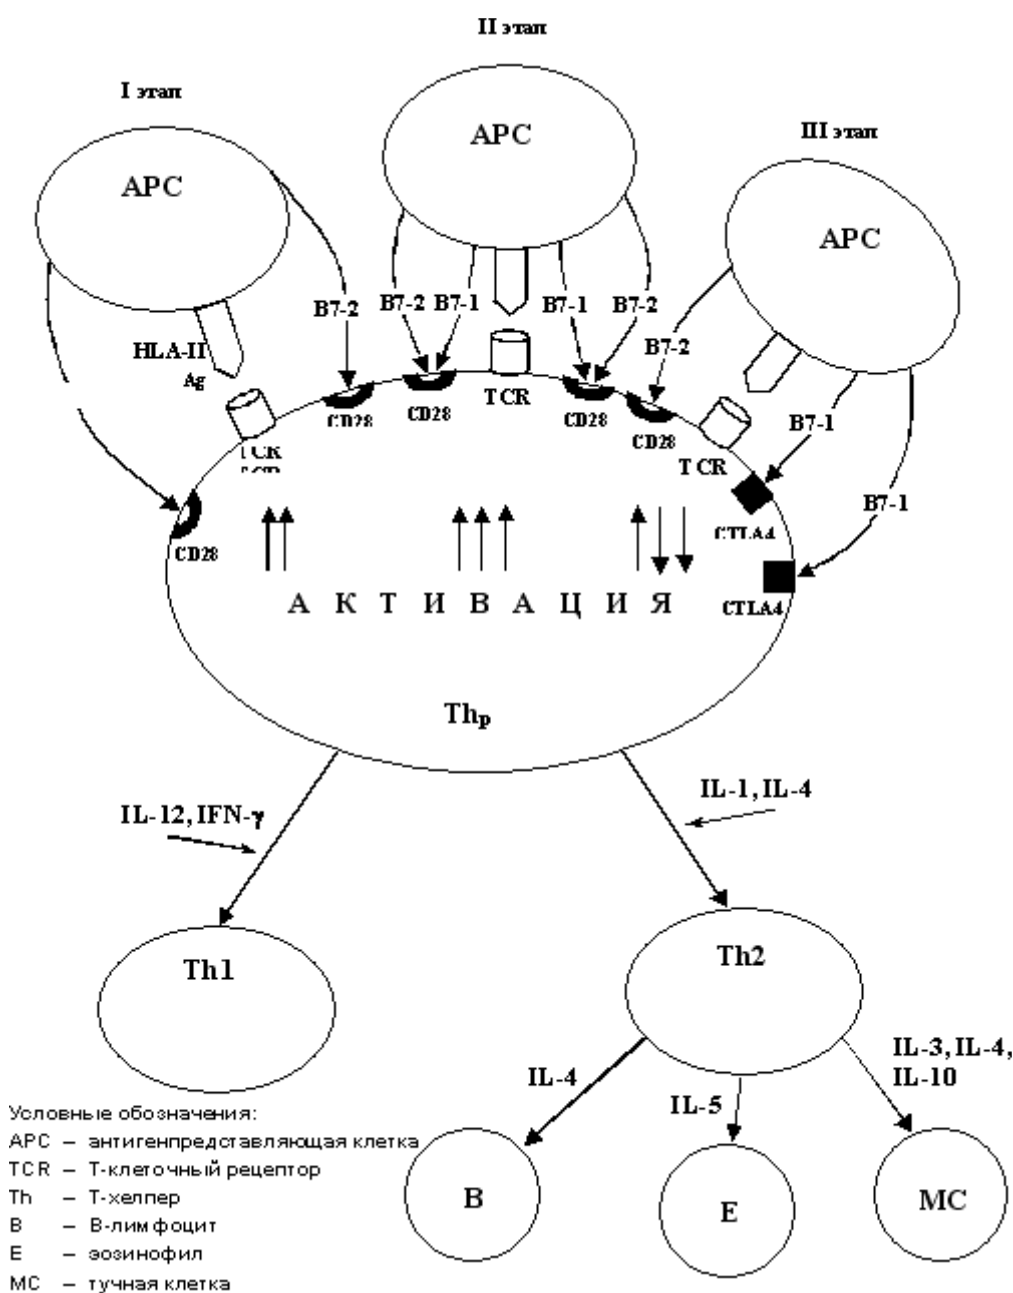 II этап
I этап
III этап
APC
APC
APC
B7-2
B7-2
B7-1
B7-1
B7-2
B7-2
HLA-II
Ag
TCR
CD28
CD28
TCR
CD28
CD28
TCR
B7-1
B7-1
CD28
CTLA4
CTLA4
АКТИВАЦИЯ
Thp
IL-12, IFN-γ
IL-1, IL-4
Th1
Th2
IL-4
IL-5
IL-3, IL-4,
IL-10
B
E
MC
Условные обозначения:
APC – антигенпредставляющая клетка
TCR – Т-клеточный рецептор
Th – Т-хелпер
B – В-лимфоцит
E – эозинофил
MC – тучная клетка